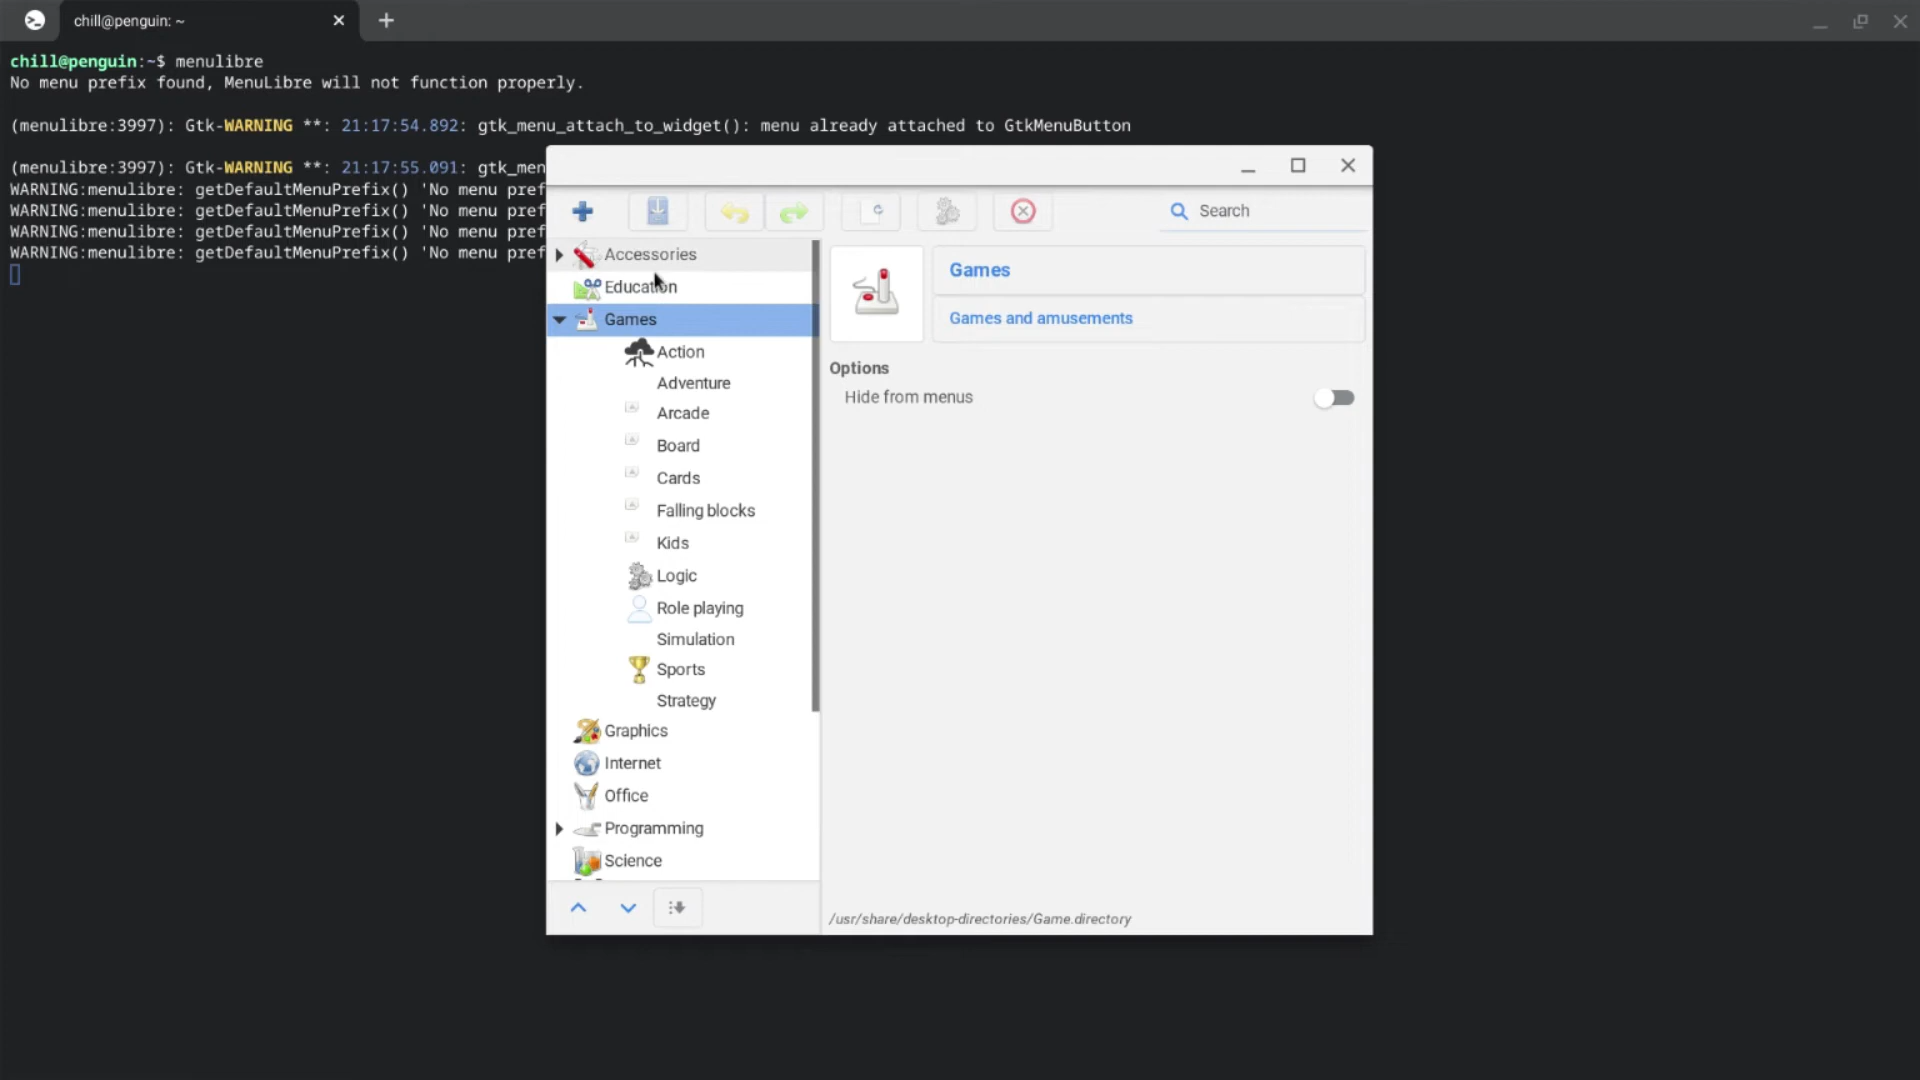 chill@penguin: ~
chill@penguin:~$ menulibre
No menu prefix found, MenuLibre will not function properly.
(menulibre:3997): Gtk-WARNING **: 21:17:54.892: gtk_menu_attach_to_widget(): menu already attached to GtkMenuButton
(menulibre:3997): Gtk-WARNING **: 21:17:55.091: gtk_men
WARNING:menulibre: getDefaultMenuPrefix() 'No menu pref
WARNING:menulibre: getDefaultMenuPrefix() 'No menu pref
WARNING:menulibre: getDefaultMenuPrefix() 'No menu pref
WARNING:menulibre: getDefaultMenuPrefix() 'No menu pref
Search
Accessories
Education
Games
Action
Adventure
Arcade
Board
Cards
Falling blocks
Kids
Logic
Role playing
Simulation
Sports
Strategy
Graphics
Internet
Office
Programming
Science
Games
Games and amusements
Options
Hide from menus
/usr/share/desktop-directories/Game.directory